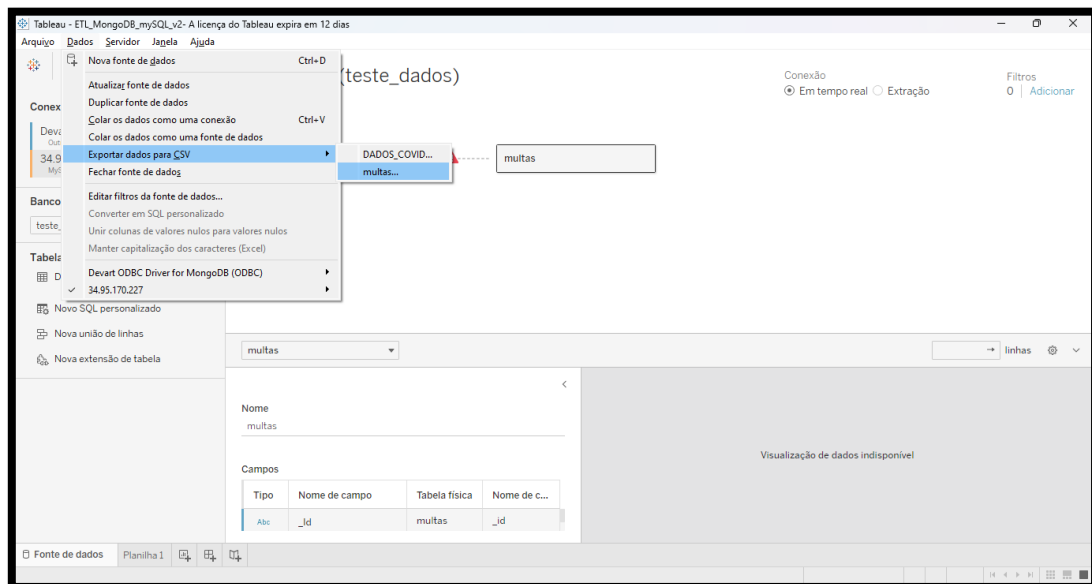 Tableau - ETL_MongoDB_mySQL_v2- A licença do Tableau expira em 12 dias
Arquivo Dados Servidor Janela Ajuda
Nova fonte de dados Ctrl+D
Atualizar fonte de dados
Duplicar fonte de dados
Colar os dados como uma conexão Ctrl+V
Colar os dados como uma fonte de dados
Exportar dados para CSV
Fechar fonte de dados
Editar filtros da fonte de dados...
Converter em SQL personalizado
Unir colunas de valores nulos para valores nulos
Manter capitalização dos caracteres (Excel)
Devart ODBC Driver for MongoDB (ODBC)
34.95.170.227
DADOS_COVID...
multas...
(teste_dados)
Conexão
Em tempo real Extração
Filtros
0 Adicionar
Conex
Deva
Out
34.9
MyS
Banco
teste_
Tabela
D
Novo SQL personalizado
Nova união de linhas
Nova extensão de tabela
multas
multas
linhas
Nome
multas
Campos
Tipo Nome de campo Tabela física Nome de c...
Abc _Id multas _id
Visualização de dados indisponível
Fonte de dados Planilha 1